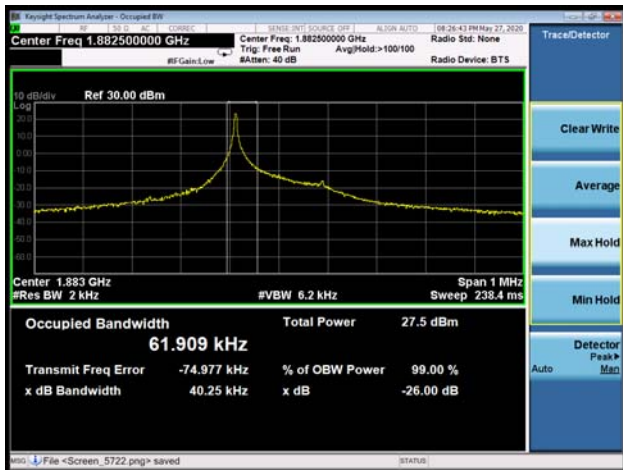 Keysight Spectrum Analyzer - Occupied BW
RF 50 Ω AC CORREC SENSE:INT SOURCE OFF ALIGN AUTO 08:26:43 PM May 27, 2020
Center Freq 1.882500000 GHz
Center Freq: 1.882500000 GHz Radio Std: None
Trig: Free Run Avg|Hold:>100/100
#IFGain:Low #Atten: 40 dB Radio Device: BTS
Trace/Detector
10 dB/div Ref 30.00 dBm
Log
20.0
10.0
0.00
-10.0
-20.0
-30.0
-40.0
-50.0
-60.0
Center 1.883 GHz Span 1 MHz
#Res BW 2 kHz #VBW 6.2 kHz Sweep 238.4 ms
Occupied Bandwidth Total Power 27.5 dBm
61.909 kHz
Transmit Freq Error -74.977 kHz % of OBW Power 99.00 %
x dB Bandwidth 40.25 kHz x dB -26.00 dB
Clear Write
Average
Max Hold
Min Hold
Detector
Peak▶
Auto Man
MSG File <Screen_5722.png> saved STATUS